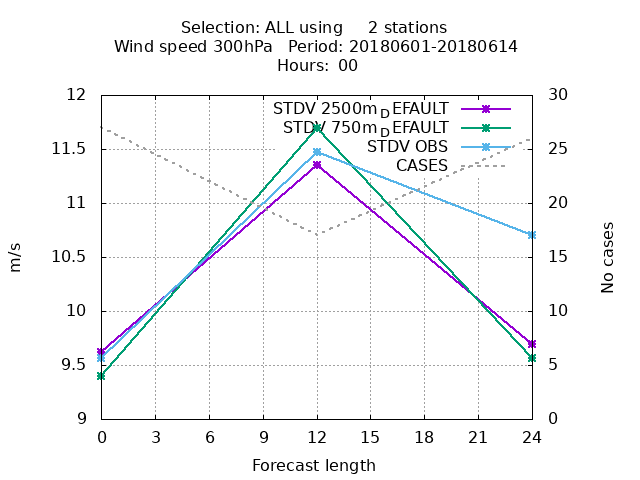 Selection: ALL using     2 stations
Wind speed 300hPa   Period: 20180601-20180614
Hours: 00
STDV 2500m_DEFAULT
STDV 750m_DEFAULT
STDV OBS
CASES
12
11.5
11
10.5
10
9.5
9
30
25
20
15
10
5
0
m/s
No cases
0 3 6 9 12 15 18 21 24
Forecast length